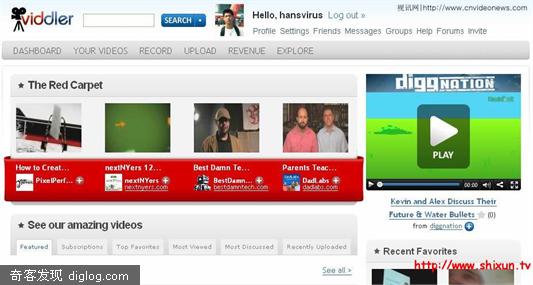 viddler
SEARCH
Hello, hansvirus Log out »
视讯网|http://www.cnvideonews.com
Profile Settings Friends Messages Groups Help Forums Invite
DASHBOARD YOUR VIDEOS RECORD UPLOAD REVENUE EXPLORE
The Red Carpet
How to Creat... nextNYers 12... Best Damn Te... Parents Teac...
PixelPerf... nextNYers BestDamn... DadLabs
nextnyers.com bestdamntech.com dadlabs.com
diggNATION
PLAY
00:00
Kevin and Alex Discuss Their
Future & Water Bullets (0)
from diggnation
See our amazing videos
Featured Subscriptions Top Favorites Most Viewed Most Discussed Recently Uploaded
See all »
Recent Favorites
http://www.shixun.tv
奇客发现 diglog.com